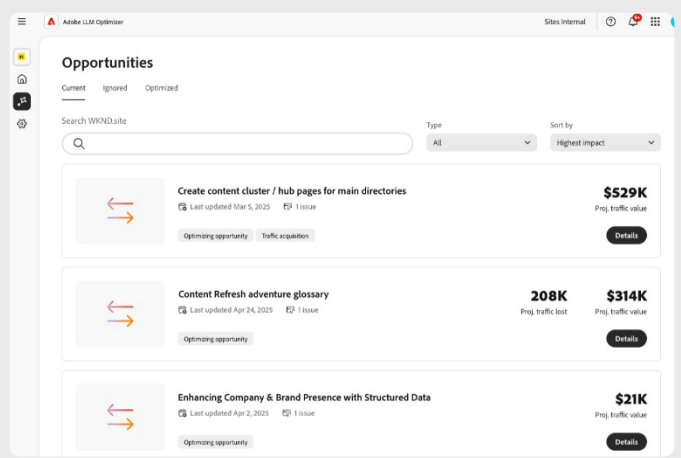 Adobe LLM Optimizer
Sites Internal
9+
Opportunities
Current Ignored Optimized
Search WKND.site
Type
All
Sort by
Highest impact
Create content cluster / hub pages for main directories
Last updated Mar 5, 2025 1 issue
Optimizing opportunity Traffic acquisition
$529K
Proj. traffic value
Details
Content Refresh adventure glossary
Last updated Apr 24, 2025 1 issue
Optimizing opportunity
208K
Proj. traffic lost
$314K
Proj. traffic value
Details
Enhancing Company & Brand Presence with Structured Data
Last updated Apr 2, 2025 1 issue
Optimizing opportunity
$21K
Proj. traffic value
Details